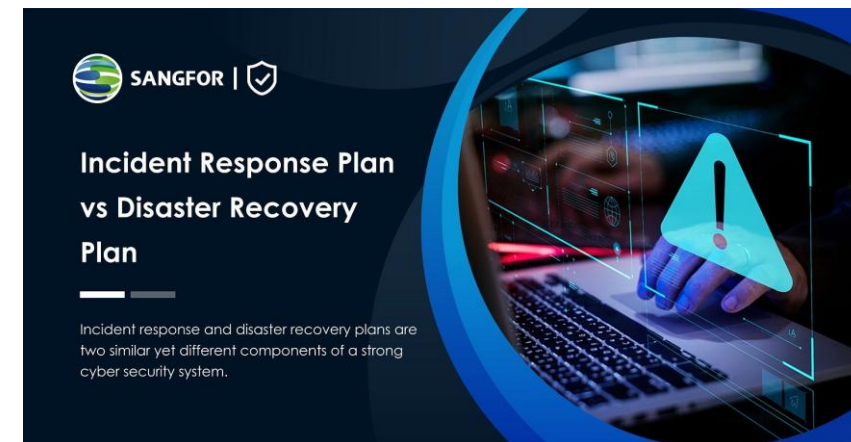 SANGFOR
Incident Response Plan
vs Disaster Recovery
Plan
Incident response and disaster recovery plans are
two similar yet different components of a strong
cyber security system.